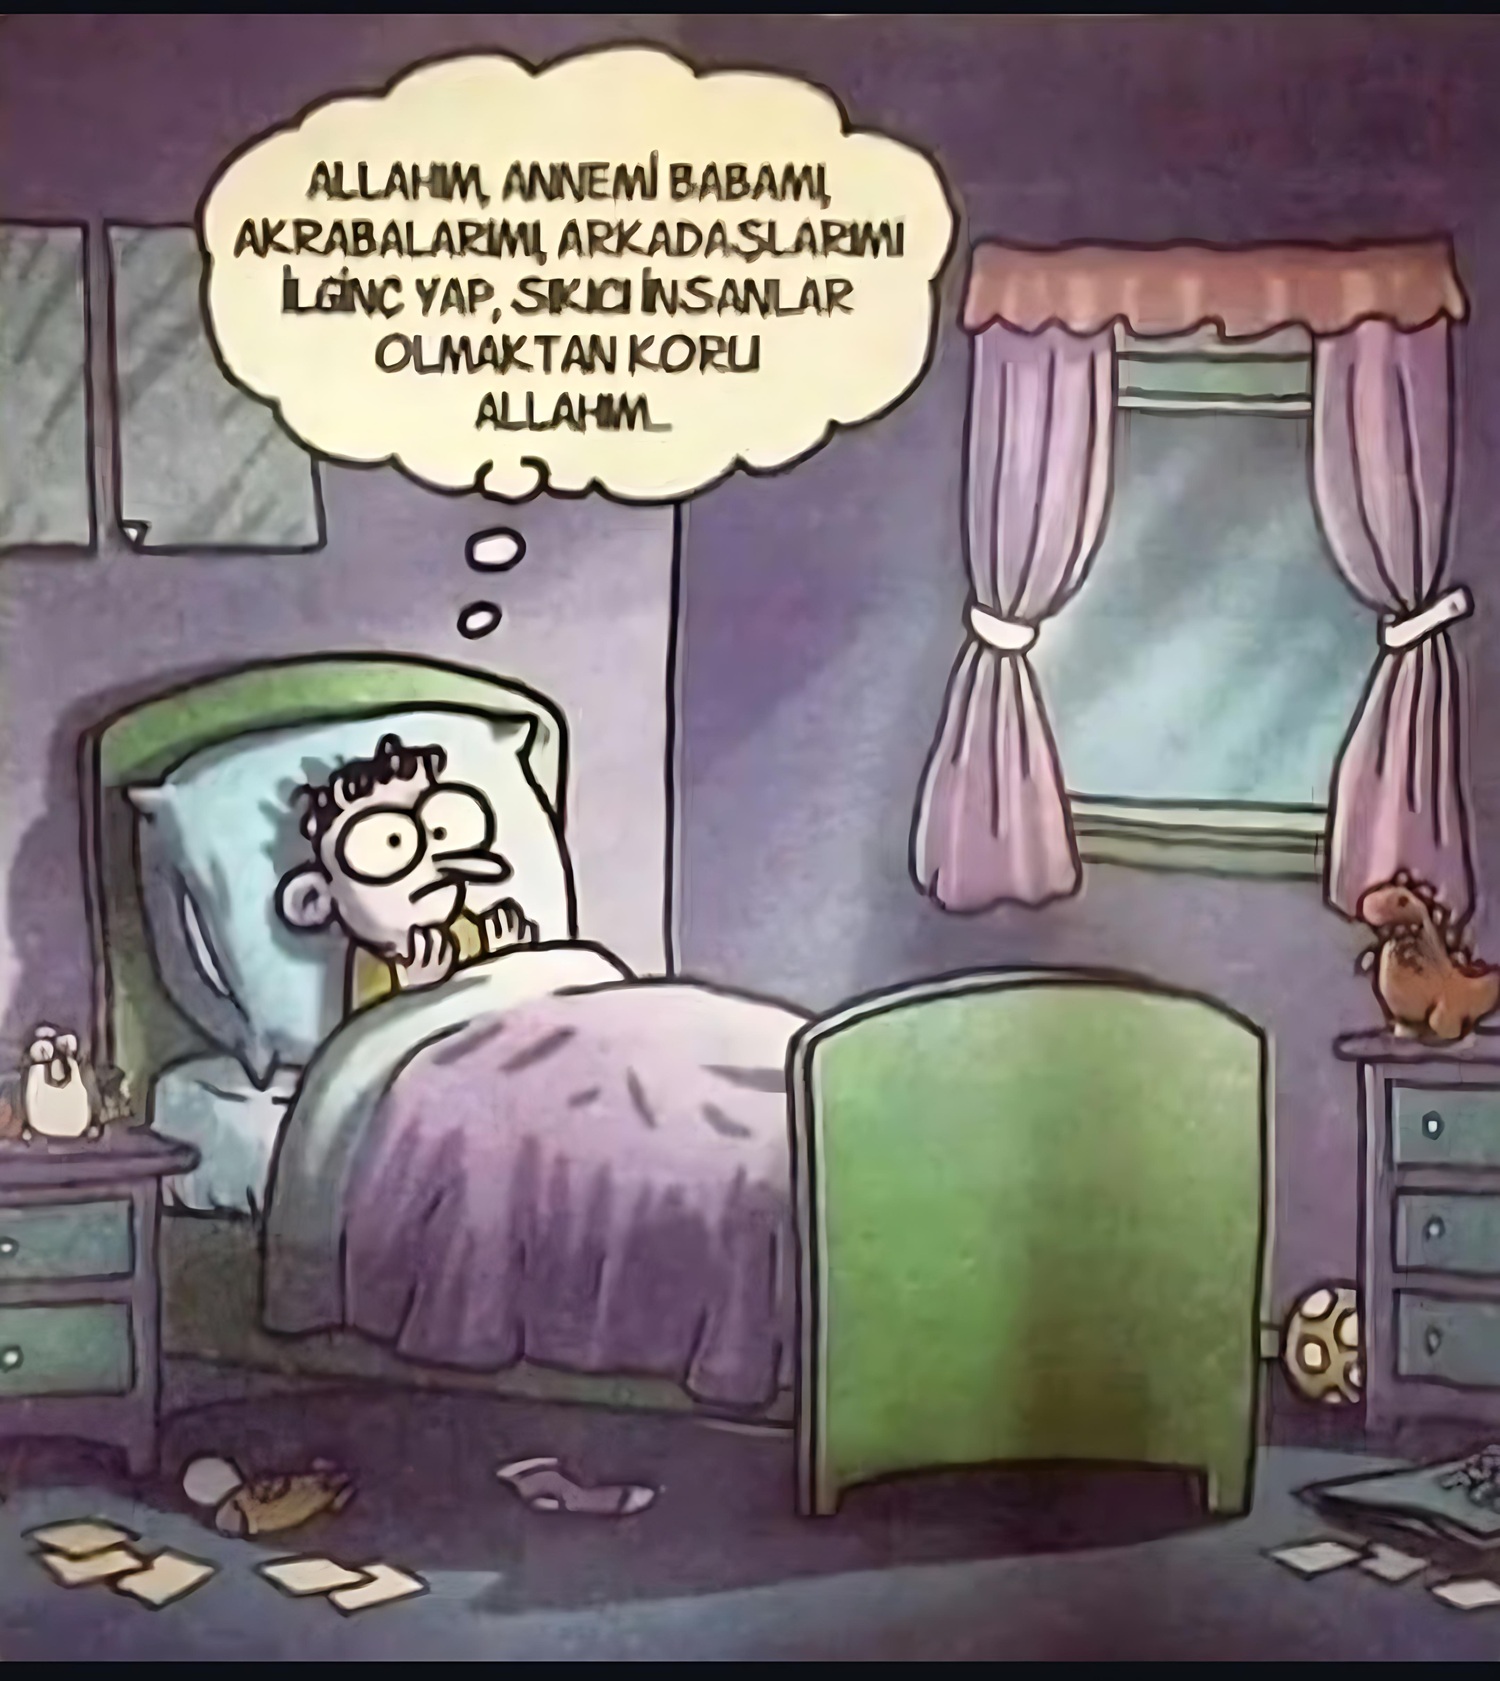 ALLAHIM, ANNEMİ BABAMI,
AKRABALARIMI, ARKADAŞLARIMI
İLGİNÇ YAP, SIKICI İNSANLAR
OLMAKTAN KORU
ALLAHIM...